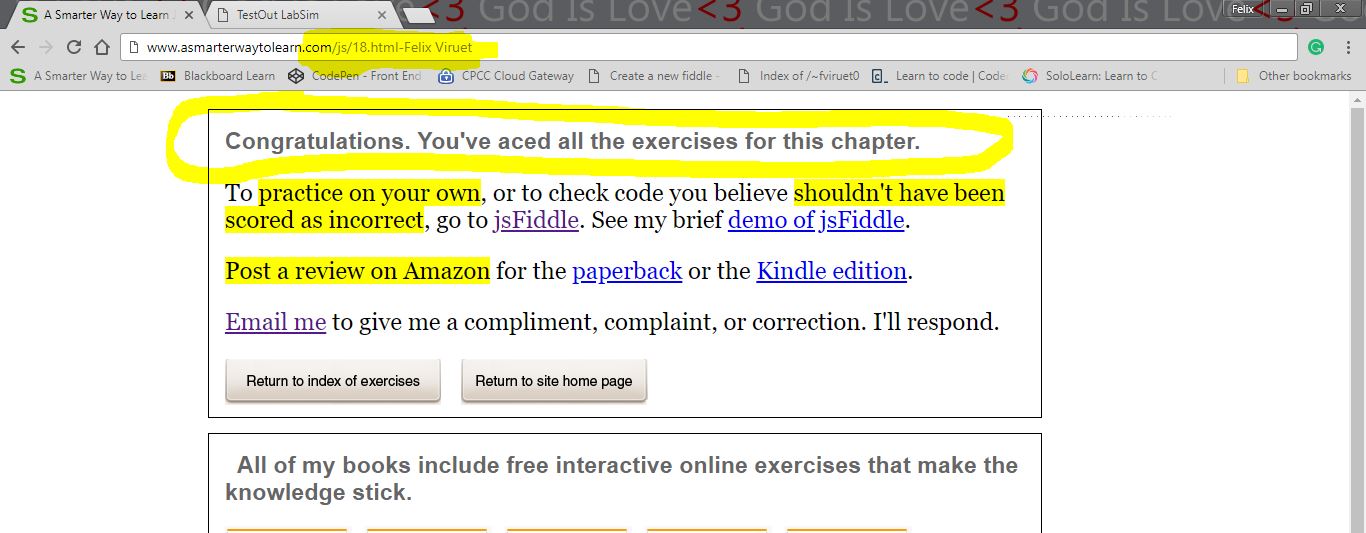 God Is Love<3 God Is Love<3 God Is Love<3
A Smarter Way to Learn
TestOut LabSim
Felix
www.asmarterwaytolearn.com/js/18.html-Felix Viruet
A Smarter Way to Le
Blackboard Learn
CodePen - Front End
CPCC Cloud Gateway
Create a new fiddle -
Index of /~fviruet0
Learn to code | Code
SoloLearn: Learn to C
Other bookmarks
Congratulations. You've aced all the exercises for this chapter.
To practice on your own, or to check code you believe shouldn't have been
scored as incorrect, go to jsFiddle. See my brief demo of jsFiddle.
Post a review on Amazon for the paperback or the Kindle edition.
Email me to give me a compliment, complaint, or correction. I'll respond.
Return to index of exercises
Return to site home page
All of my books include free interactive online exercises that make the
knowledge stick.